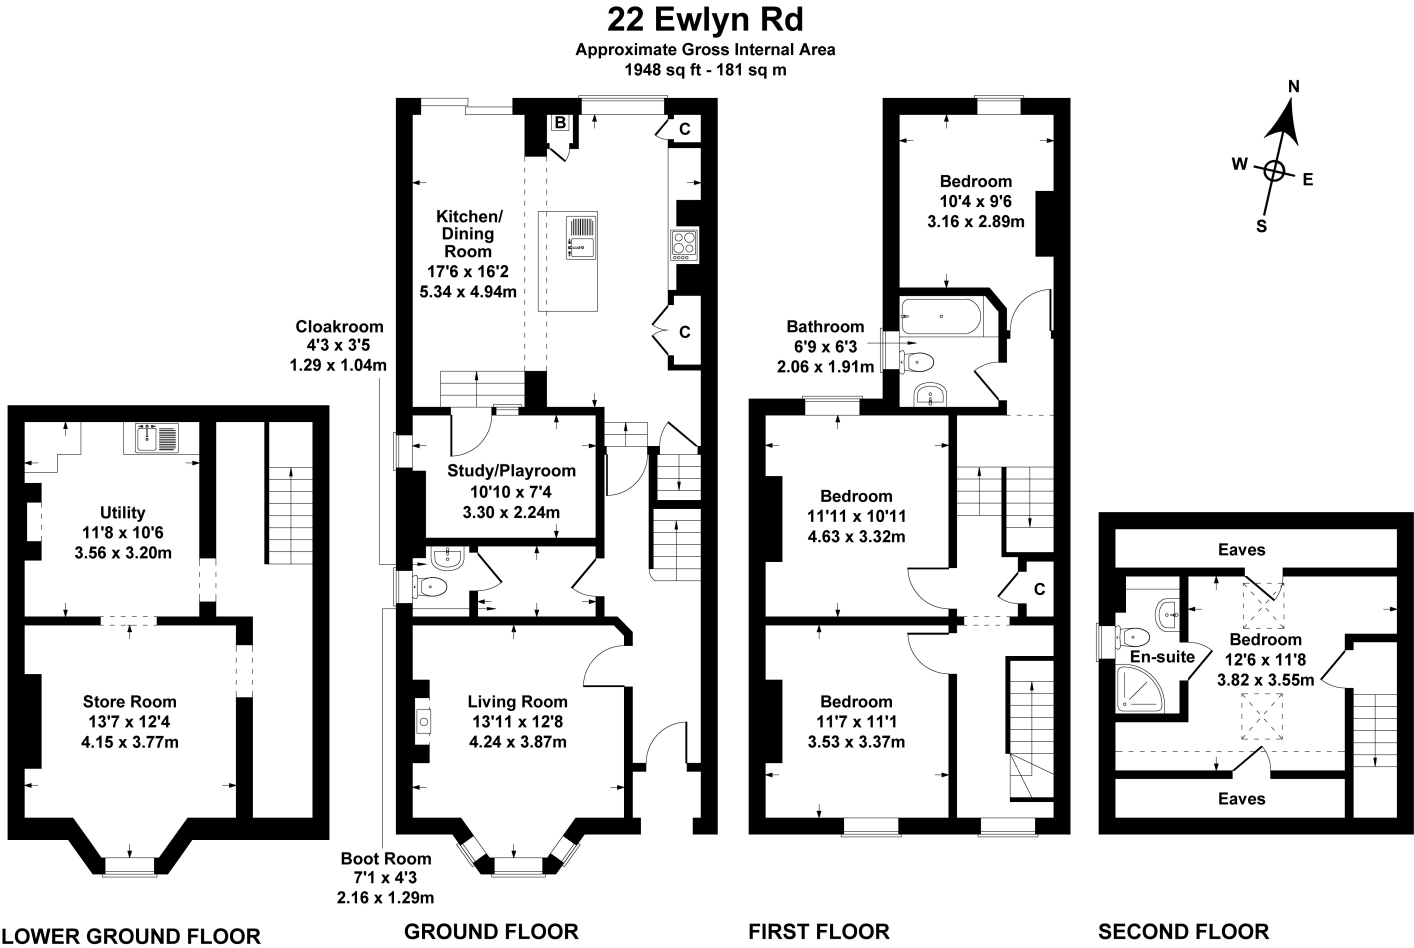 22 Ewlyn Rd
Approximate Gross Internal Area
1948 sq ft - 181 sq m
N
W
E
S
Utility
11'8 x 10'6
3.56 x 3.20m
Store Room
13'7 x 12'4
4.15 x 3.77m
LOWER GROUND FLOOR
B
C
Kitchen/
Dining
Room
17'6 x 16'2
5.34 x 4.94m
C
Cloakroom
4'3 x 3'5
1.29 x 1.04m
Study/Playroom
10'10 x 7'4
3.30 x 2.24m
Living Room
13'11 x 12'8
4.24 x 3.87m
Boot Room
7'1 x 4'3
2.16 x 1.29m
GROUND FLOOR
Bedroom
10'4 x 9'6
3.16 x 2.89m
Bathroom
6'9 x 6'3
2.06 x 1.91m
Bedroom
11'11 x 10'11
4.63 x 3.32m
C
Bedroom
11'7 x 11'1
3.53 x 3.37m
FIRST FLOOR
Eaves
Bedroom
12'6 x 11'8
3.82 x 3.55m
En-suite
Eaves
SECOND FLOOR